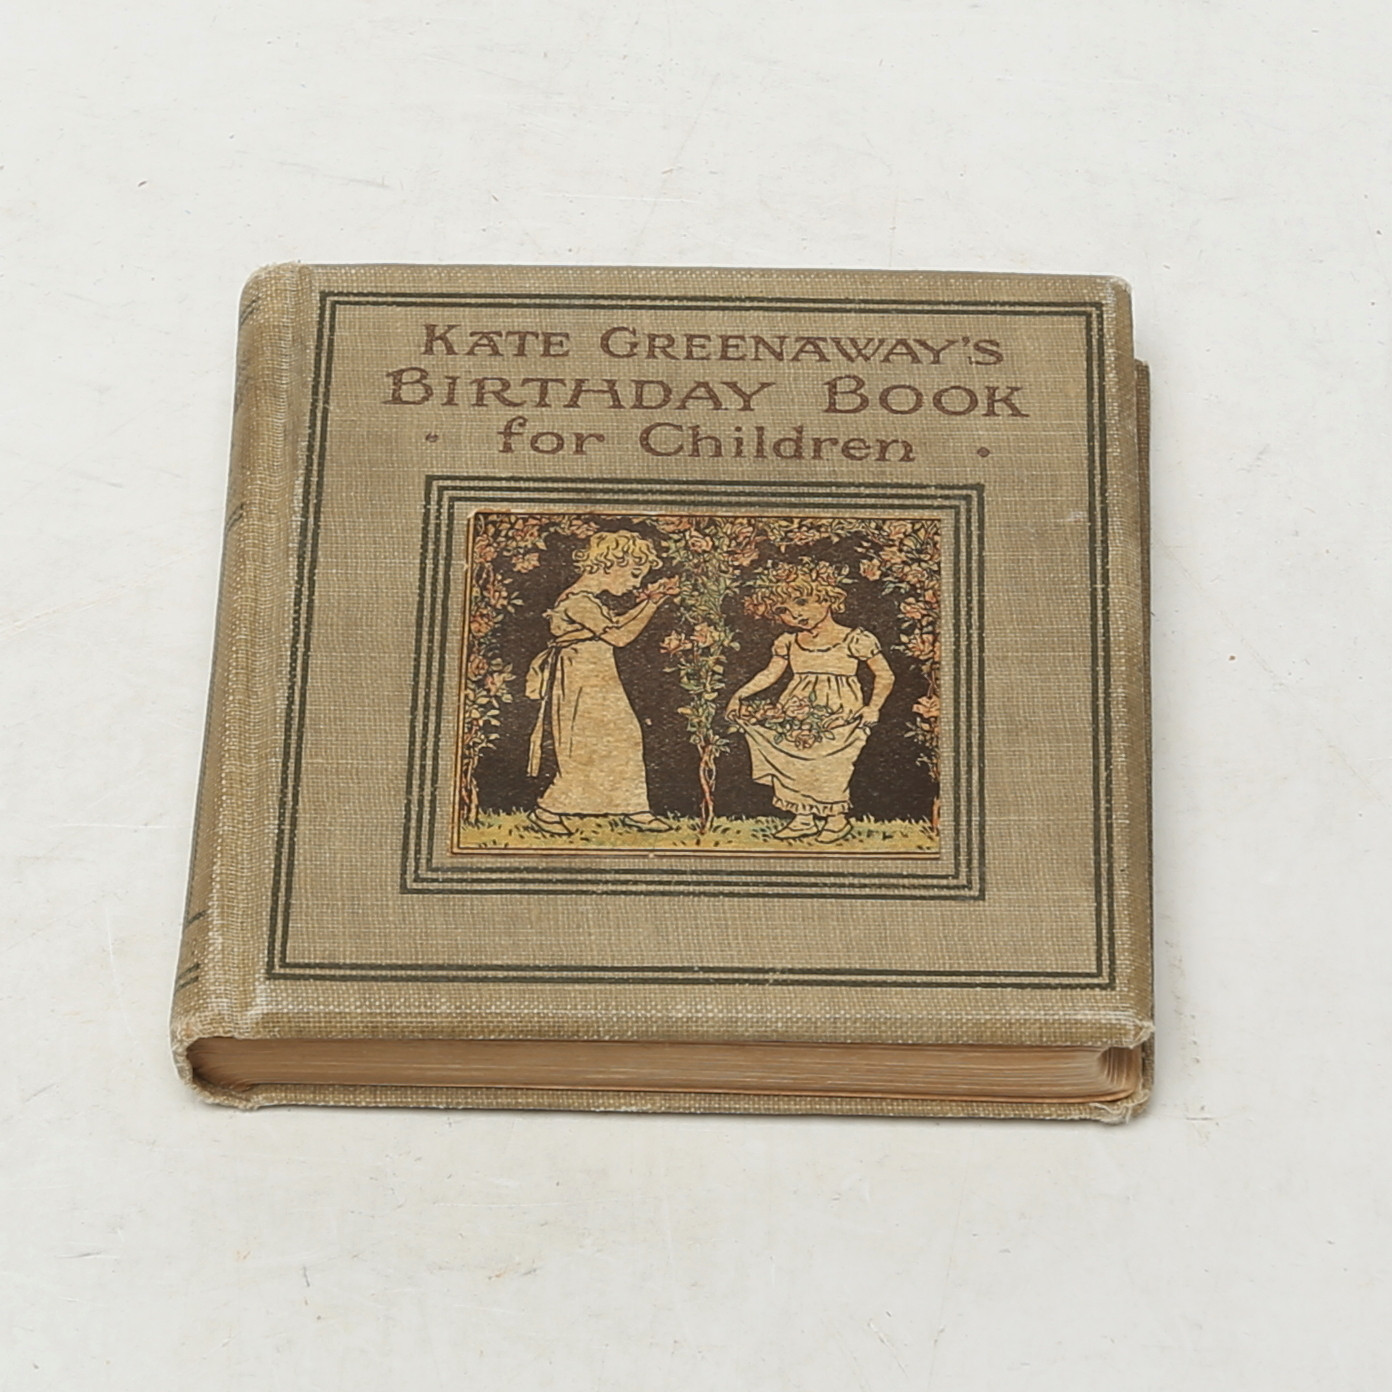 KATE GREENAWAY'S
BIRTHDAY BOOK
• for Children •